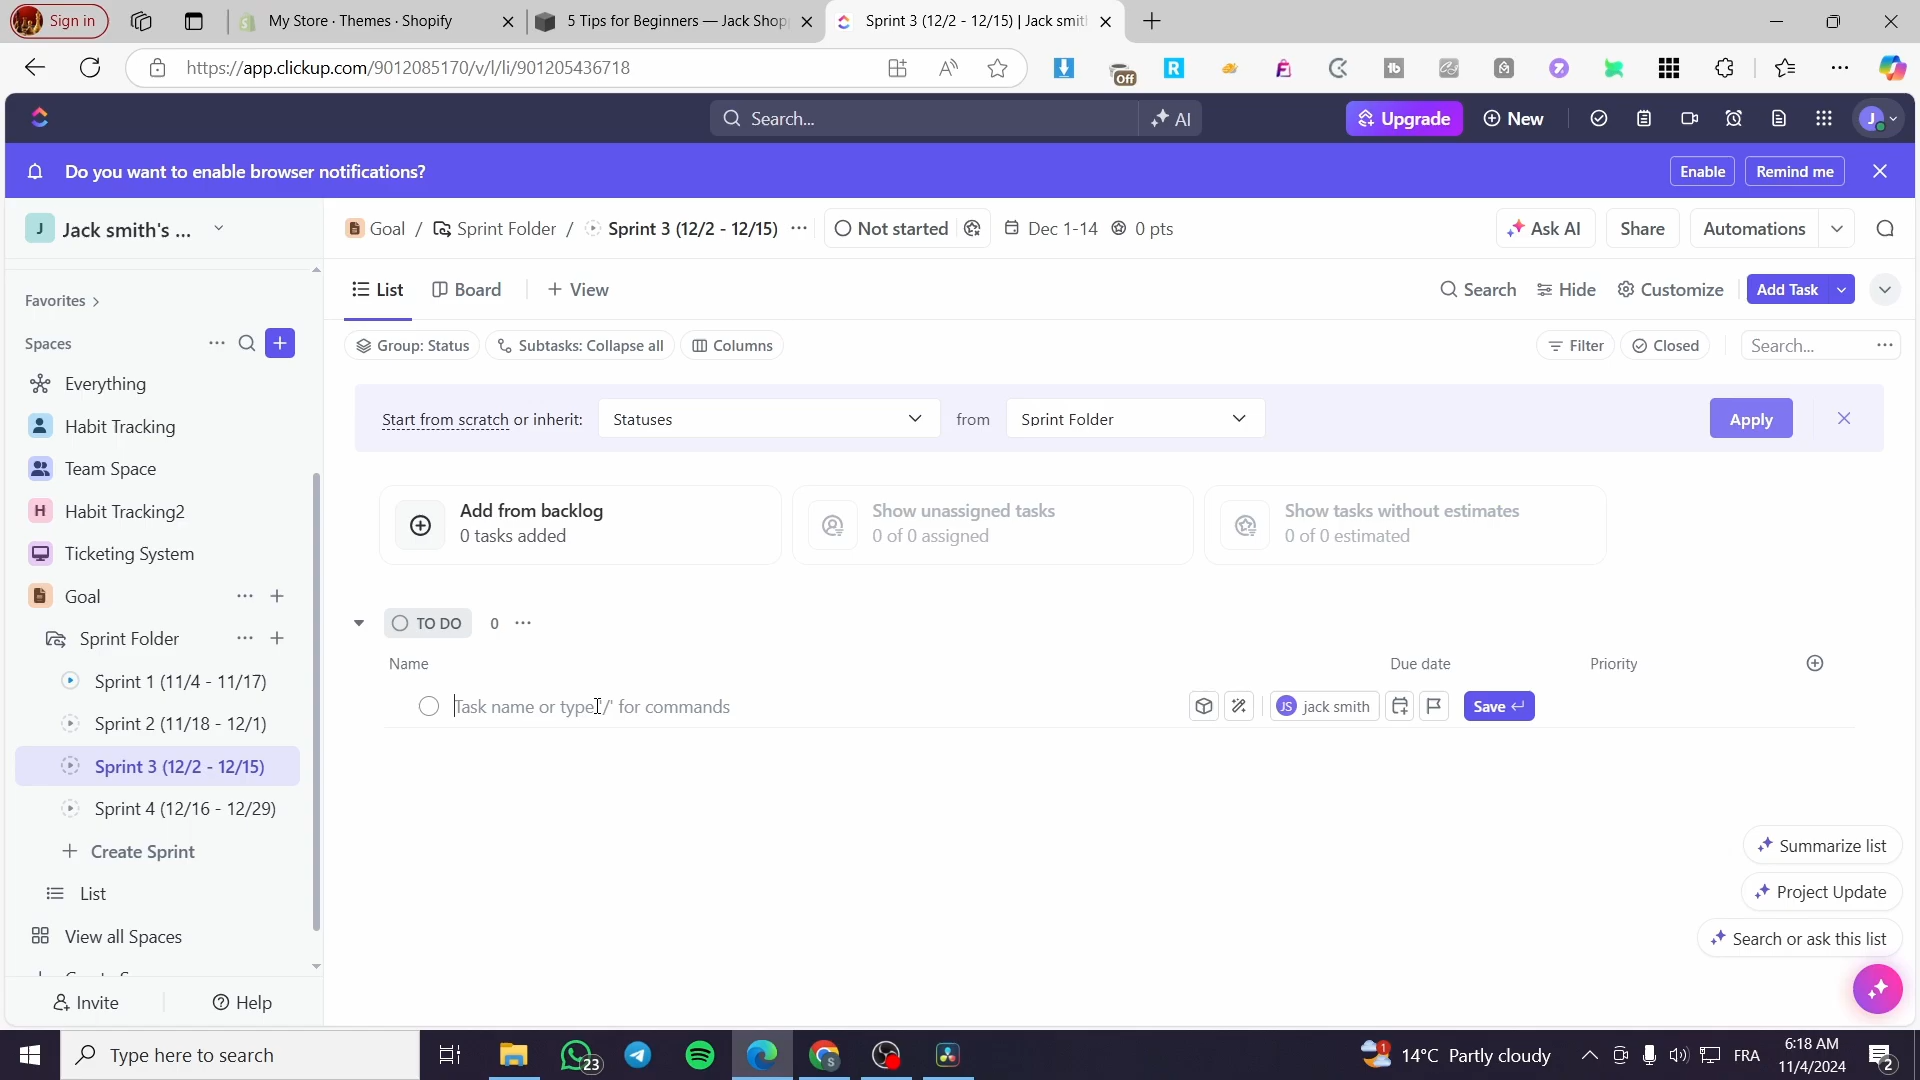 Sign in
My Store · Themes · Shopify
5 Tips for Beginners — Jack Shop
Sprint 3 (12/2 - 12/15) | Jack smit
https://app.clickup.com/9012085170/v/l/li/901205436718
Off
Search...
AI
Upgrade
New
J
Do you want to enable browser notifications?
Enable
Remind me
J
Jack smith's ...
Goal / Sprint Folder / Sprint 3 (12/2 - 12/15)
Not started
Dec 1-14
0 pts
Ask AI
Share
Automations
Favorites
List
Board
View
Search
Hide
Customize
Add Task
Spaces
Group: Status
Subtasks: Collapse all
Columns
Filter
Closed
Search...
Everything
Start from scratch or inherit:
Statuses
from
Sprint Folder
Apply
Habit Tracking
Team Space
H
Habit Tracking2
Add from backlog
0 tasks added
Show unassigned tasks
0 of 0 assigned
Show tasks without estimates
0 of 0 estimated
Ticketing System
Goal
TO DO
0
Sprint Folder
Name
Due date
Priority
Sprint 1 (11/4 - 11/17)
Task name or type '/' for commands
JS
jack smith
Save
Sprint 2 (11/18 - 12/1)
Sprint 3 (12/2 - 12/15)
Sprint 4 (12/16 - 12/29)
Create Sprint
Summarize list
List
Project Update
View all Spaces
Search or ask this list
Invite
Help
Type here to search
23
14°C Partly cloudy
FRA
6:18 AM
11/4/2024
2